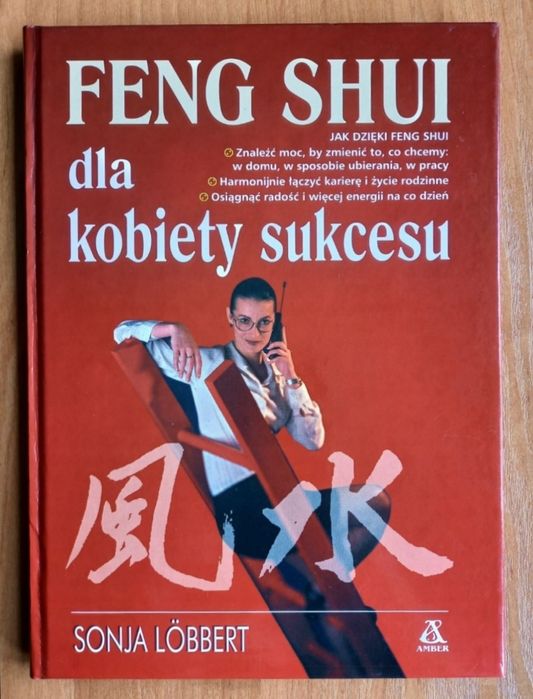 FENG SHUI
JAK DZIĘKI FENG SHUI
Znaleźć moc, by zmienić to, co chcemy:
w domu, w sposobie ubierania, w pracy
Harmonijnie łączyć karierę i życie rodzinne
Osiągnąć radość i więcej energii na co dzień
dla
kobiety sukcesu
風水
SONJA LÖBBERT
AMBER